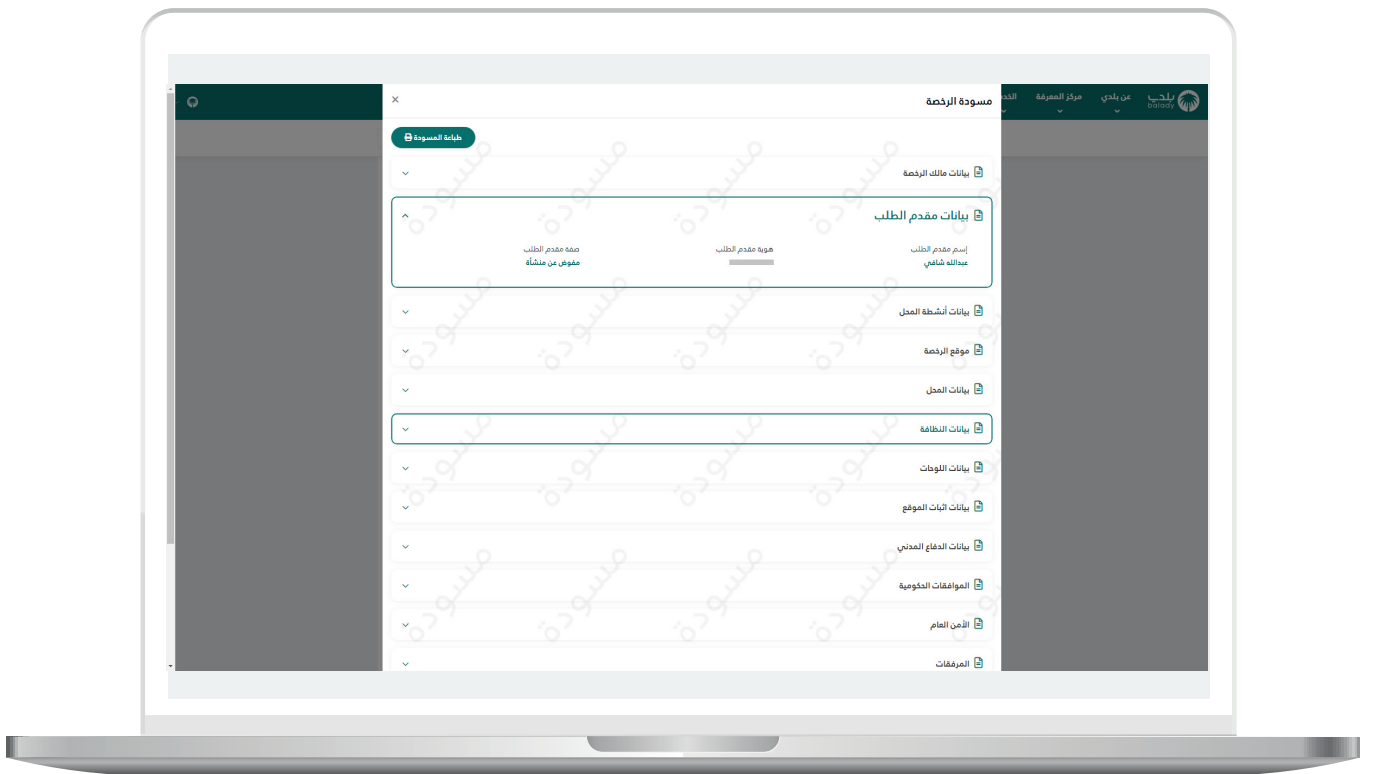 بلدي
balady
عن بلدي
مركز المعرفة
مسودة الرخصة
طباعة المسودة
بيانات مالك الرخصة
بيانات مقدم الطلب
إسم مقدم الطلب
هوية مقدم الطلب
صفة مقدم الطلب
عبدالله شافي
مفوض عن منشأة
بيانات أنشطة المحل
موقع الرخصة
بيانات المحل
بيانات النظافة
بيانات اللوحات
بيانات اثبات الموقع
بيانات الدفاع المدني
الموافقات الحكومية
الأمن العام
المرفقات
مسودة